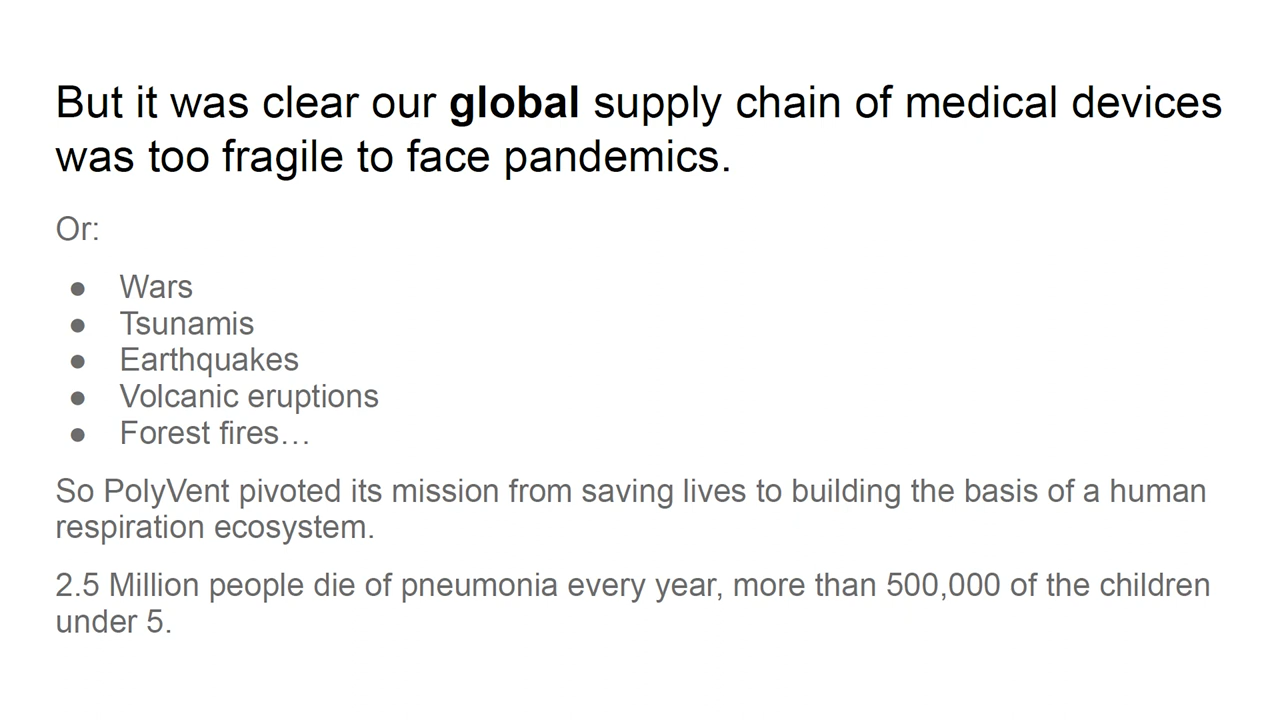 But it was clear our global supply chain of medical devices
was too fragile to face pandemics.
Or:
● Wars
● Tsunamis
● Earthquakes
● Volcanic eruptions
● Forest fires…
So PolyVent pivoted its mission from saving lives to building the basis of a human
respiration ecosystem.
2.5 Million people die of pneumonia every year, more than 500,000 of the children
under 5.